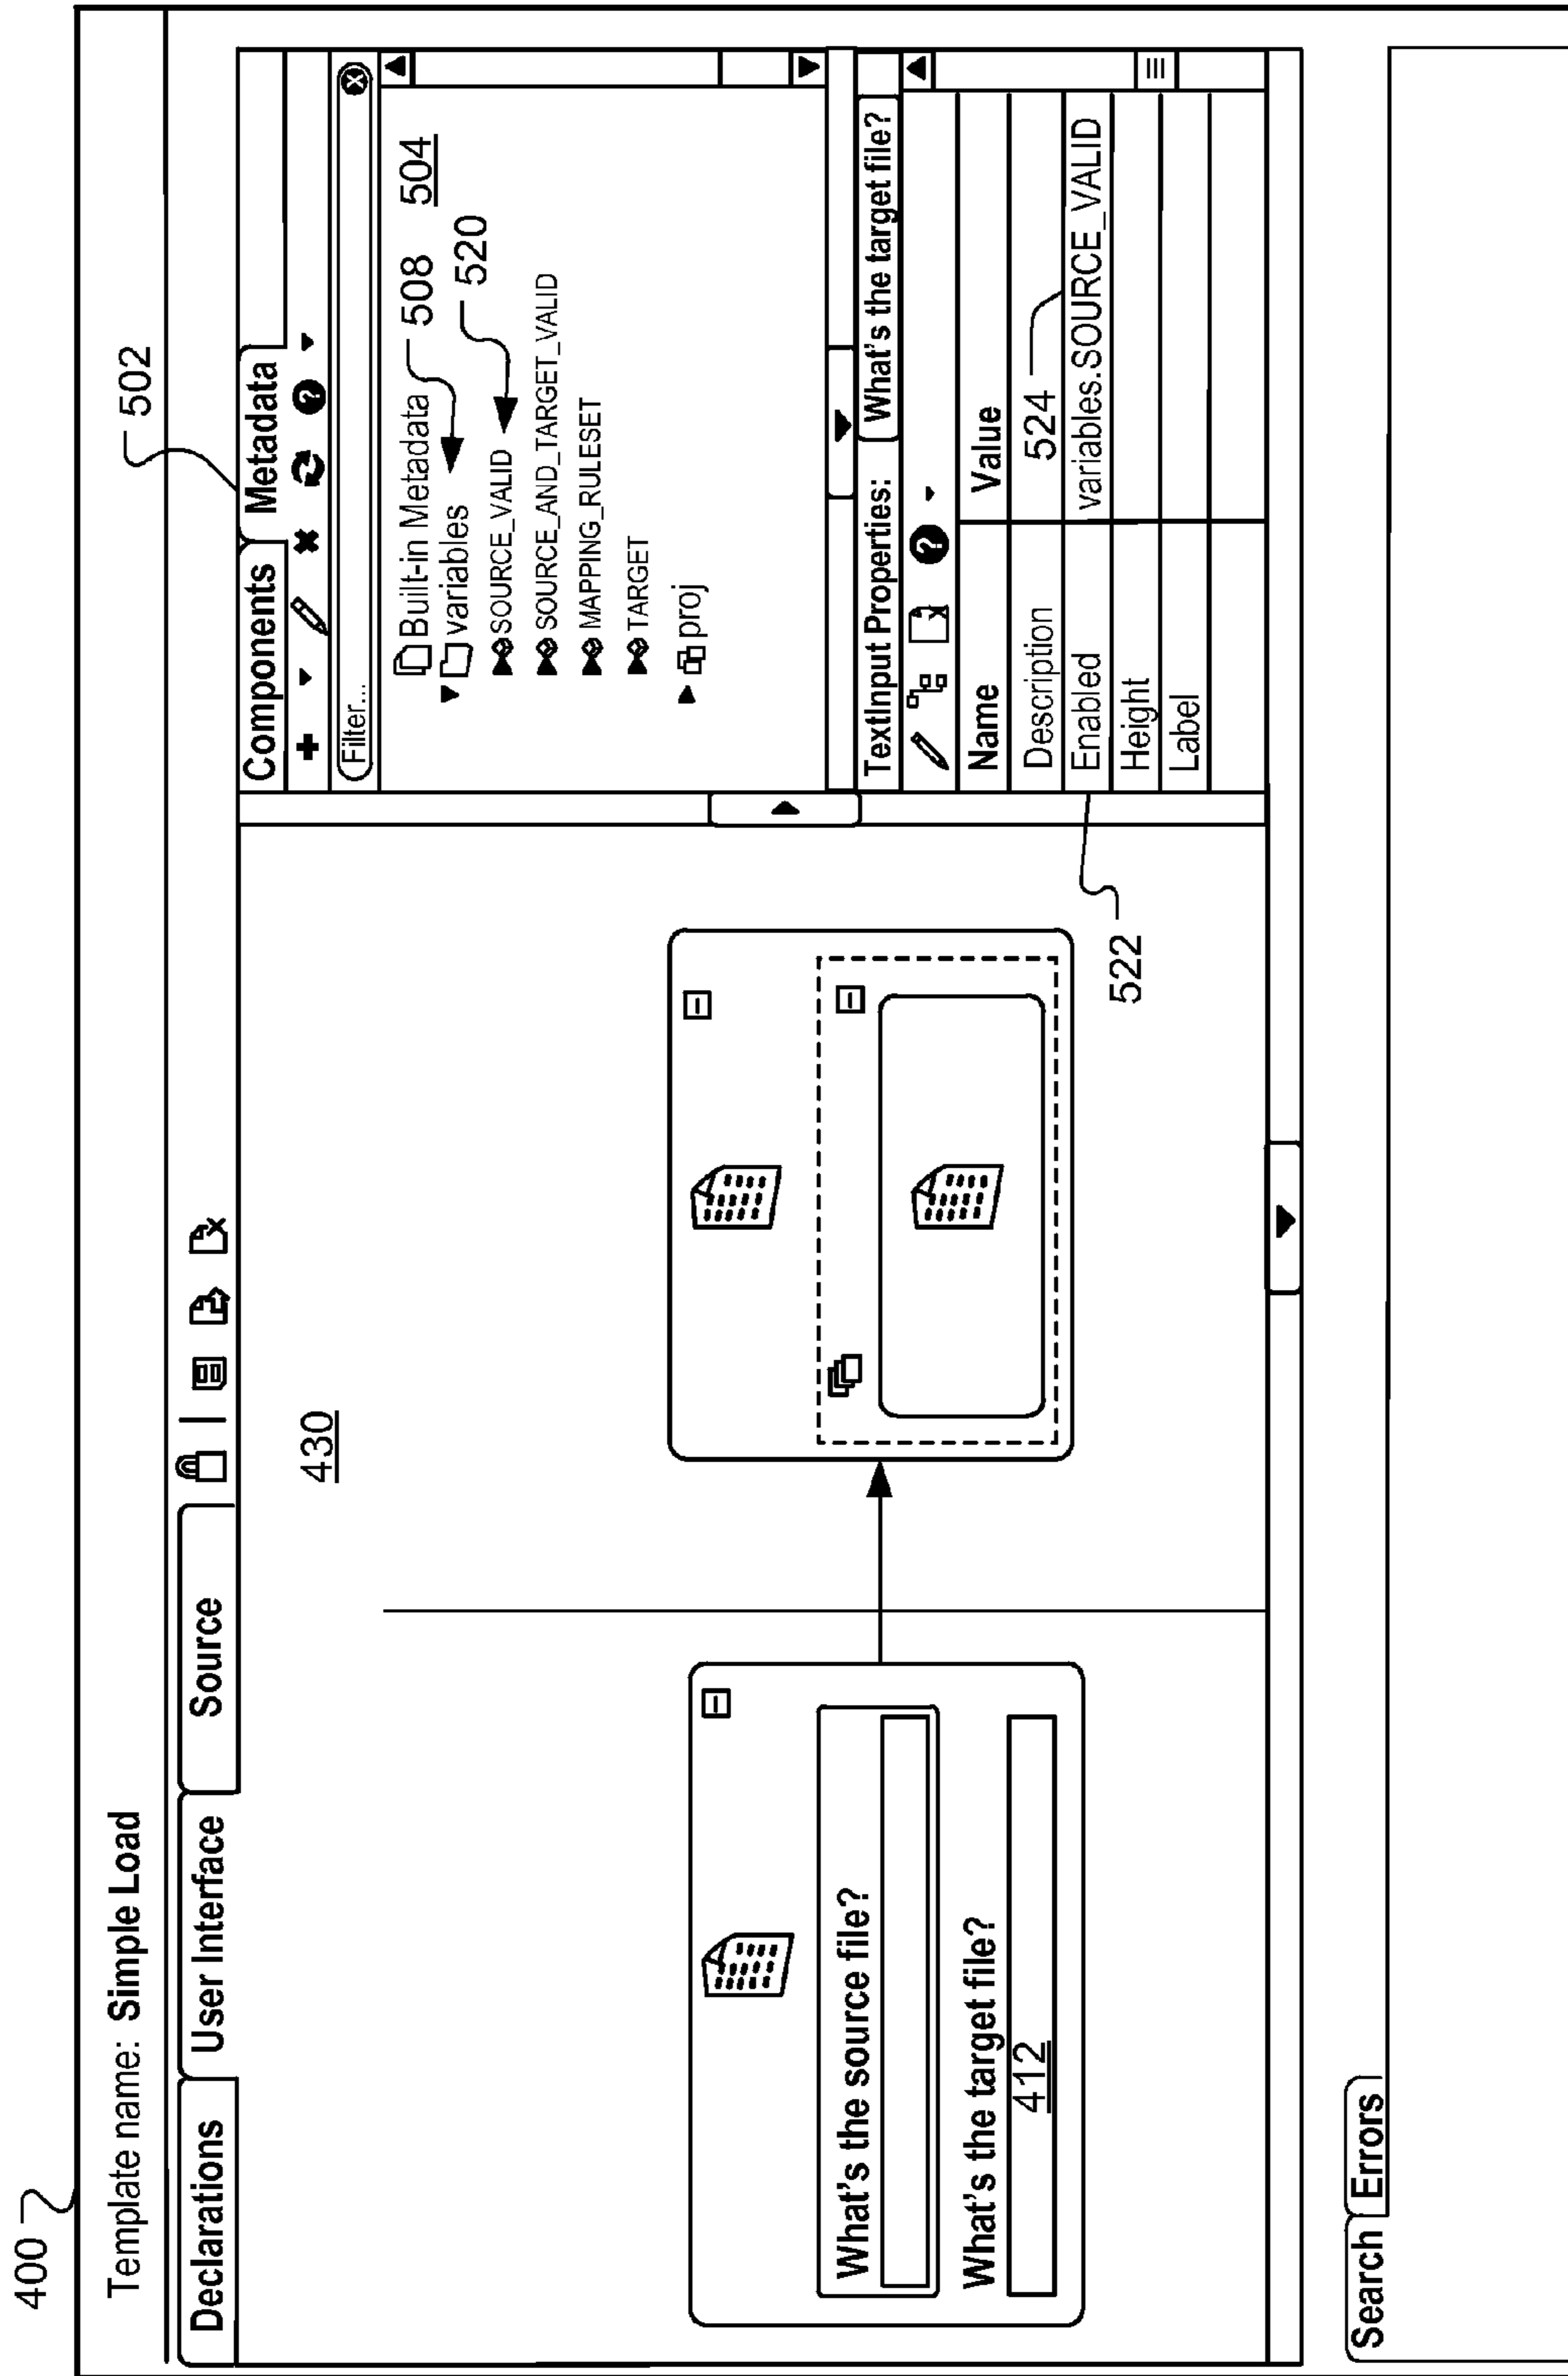 400
Template name: Simple Load
502
Declarations
User Interface
Source
430
Components
Metadata
Filter...
Built-in Metadata
508
504
variables
520
SOURCE_VALID
SOURCE_AND_TARGET_VALID
MAPPING_RULESET
TARGET
proj
What's the source file?
What's the target file?
412
TextInput Properties:
What's the target file?
Name
Value
Description
524
Enabled
variables.SOURCE_VALID
Height
Label
522
Search
Errors